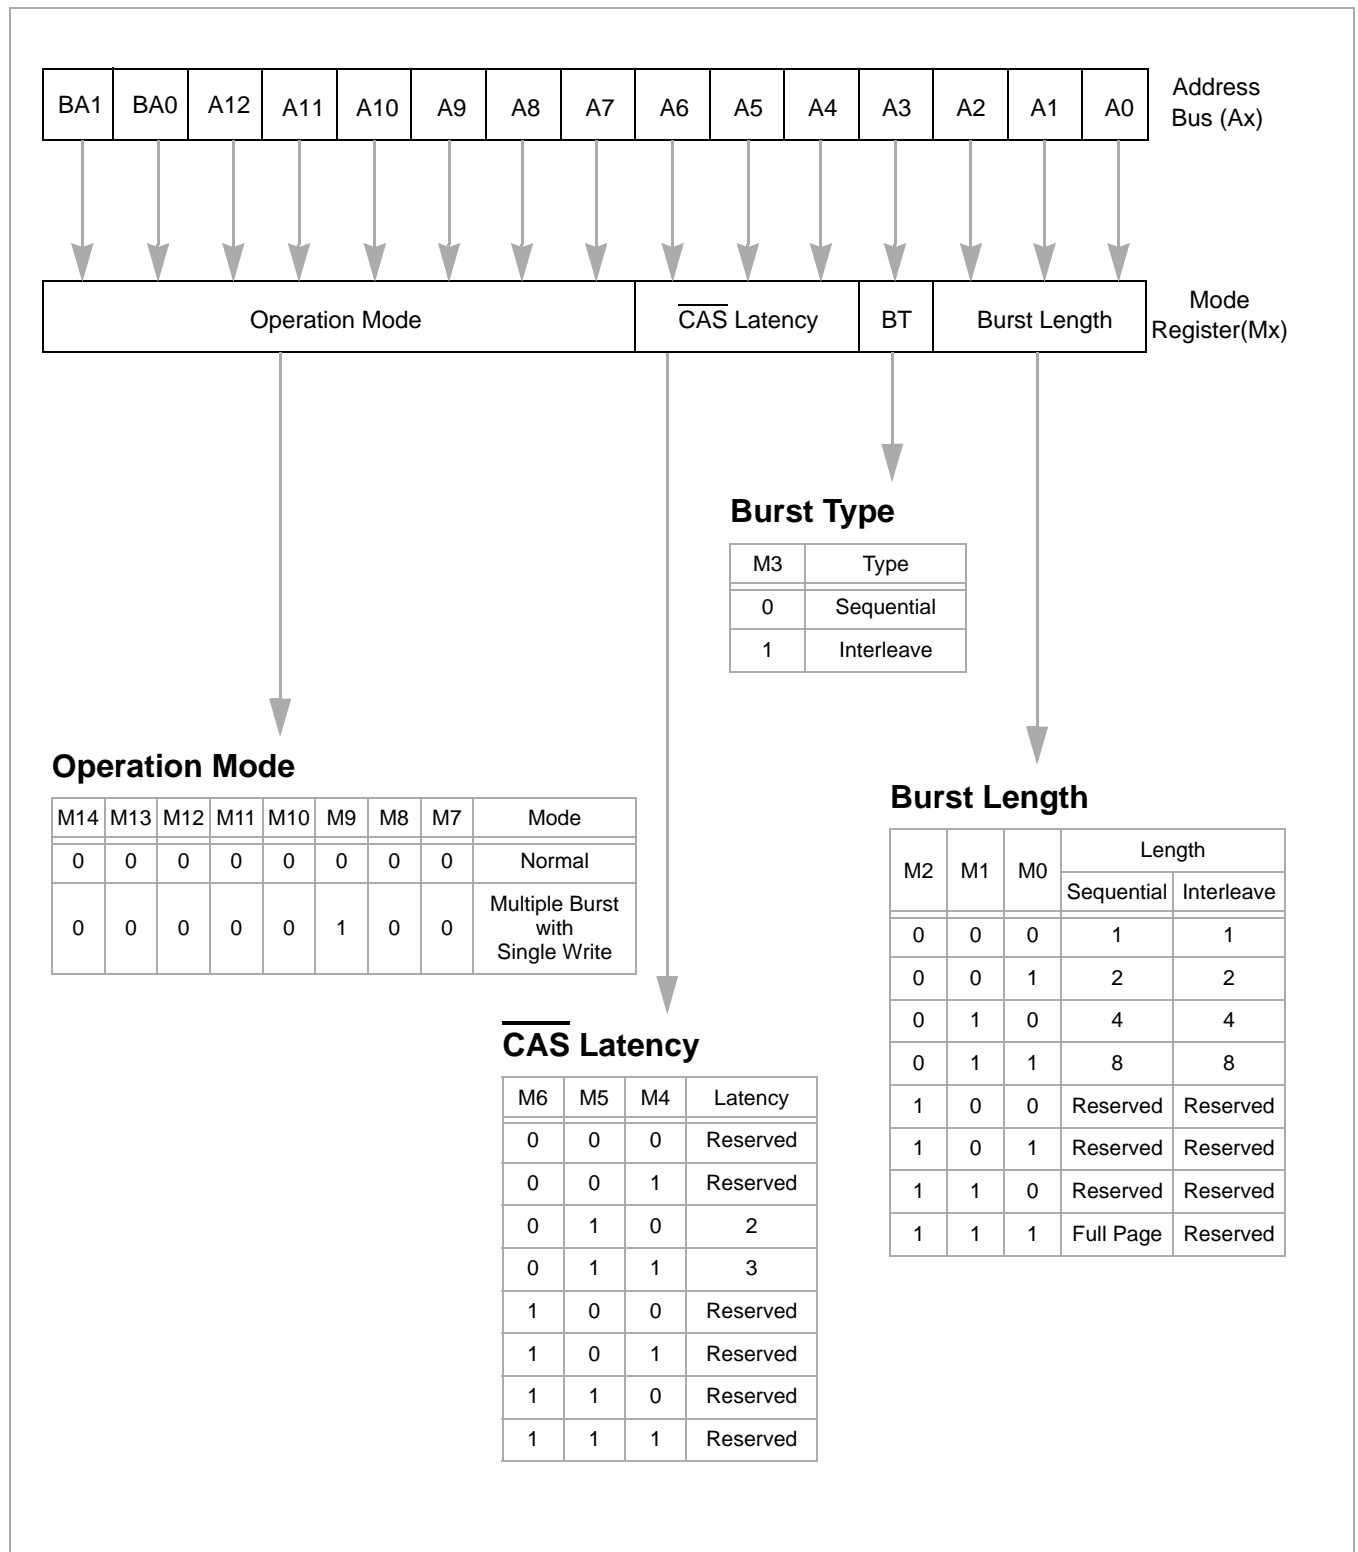 BA1 BA0 A12 A11 A10 A9 A8 A7 A6 A5 A4 A3 A2 A1 A0
Address
Bus (Ax)
Operation Mode CAS Latency BT Burst Length
Mode
Register(Mx)
Burst Type
M3 Type
0 Sequential
1 Interleave
Operation Mode
M14 M13 M12 M11 M10 M9 M8 M7 Mode
0 0 0 0 0 0 0 0 Normal
0 0 0 0 0 1 0 0 Multiple Burst
with
Single Write
Burst Length
M2 M1 M0 Length
Sequential Interleave
0 0 0 1 1
0 0 1 2 2
0 1 0 4 4
0 1 1 8 8
1 0 0 Reserved Reserved
1 0 1 Reserved Reserved
1 1 0 Reserved Reserved
1 1 1 Full Page Reserved
CAS Latency
M6 M5 M4 Latency
0 0 0 Reserved
0 0 1 Reserved
0 1 0 2
0 1 1 3
1 0 0 Reserved
1 0 1 Reserved
1 1 0 Reserved
1 1 1 Reserved